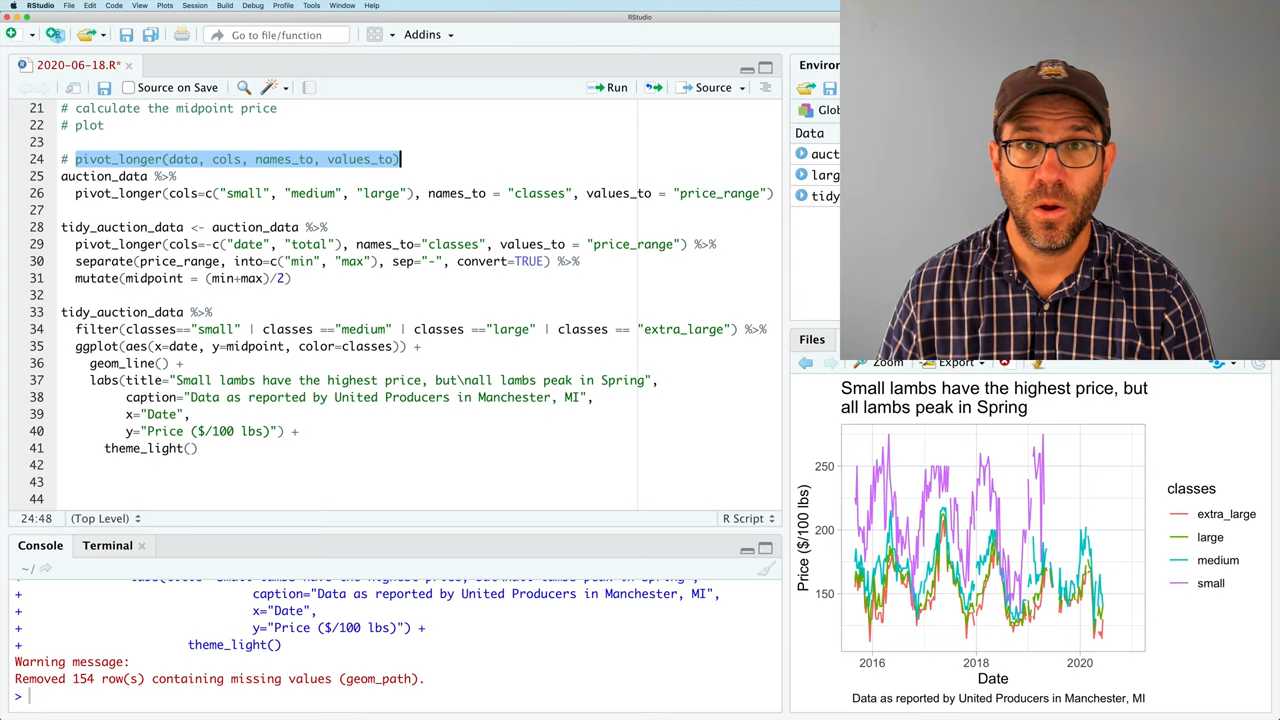 RStudio File Edit Code View Plots Session Build Debug Profile Tools Window Help
RStudio
Go to file/function Addins
2020-06-18.R*
Source on Save Run Source
21 # calculate the midpoint price
22 # plot
23
24 # pivot_longer(data, cols, names_to, values_to)
25 auction_data %>%
26 pivot_longer(cols=c("small", "medium", "large"), names_to = "classes", values_to = "price_range")
27
28 tidy_auction_data <- auction_data %>%
29 pivot_longer(cols=-c("date", "total"), names_to="classes", values_to = "price_range") %>%
30 separate(price_range, into=c("min", "max"), sep="-", convert=TRUE) %>%
31 mutate(midpoint = (min+max)/2)
32
33 tidy_auction_data %>%
34 filter(classes=="small" | classes =="medium" | classes =="large" | classes == "extra_large") %>%
35 ggplot(aes(x=date, y=midpoint, color=classes)) +
36 geom_line() +
37 labs(title="Small lambs have the highest price, but\nall lambs peak in Spring",
38 caption="Data as reported by United Producers in Manchester, MI",
39 x="Date",
40 y="Price ($/100 lbs)") +
41 theme_light()
42
43
44
24:48 (Top Level) R Script
Console Terminal
~/
+ caption="Data as reported by United Producers in Manchester, MI",
+ x="Date",
+ y="Price ($/100 lbs)") +
+ theme_light()
Warning message:
Removed 154 row(s) containing missing values (geom_path).
>
Environ
Glob
Data
auct
larg
tidy
Files
Zoom Export
Small lambs have the highest price, but
all lambs peak in Spring
250
200
150
Price ($/100 lbs)
2016 2018 2020
Date
classes
extra_large
large
medium
small
Data as reported by United Producers in Manchester, MI